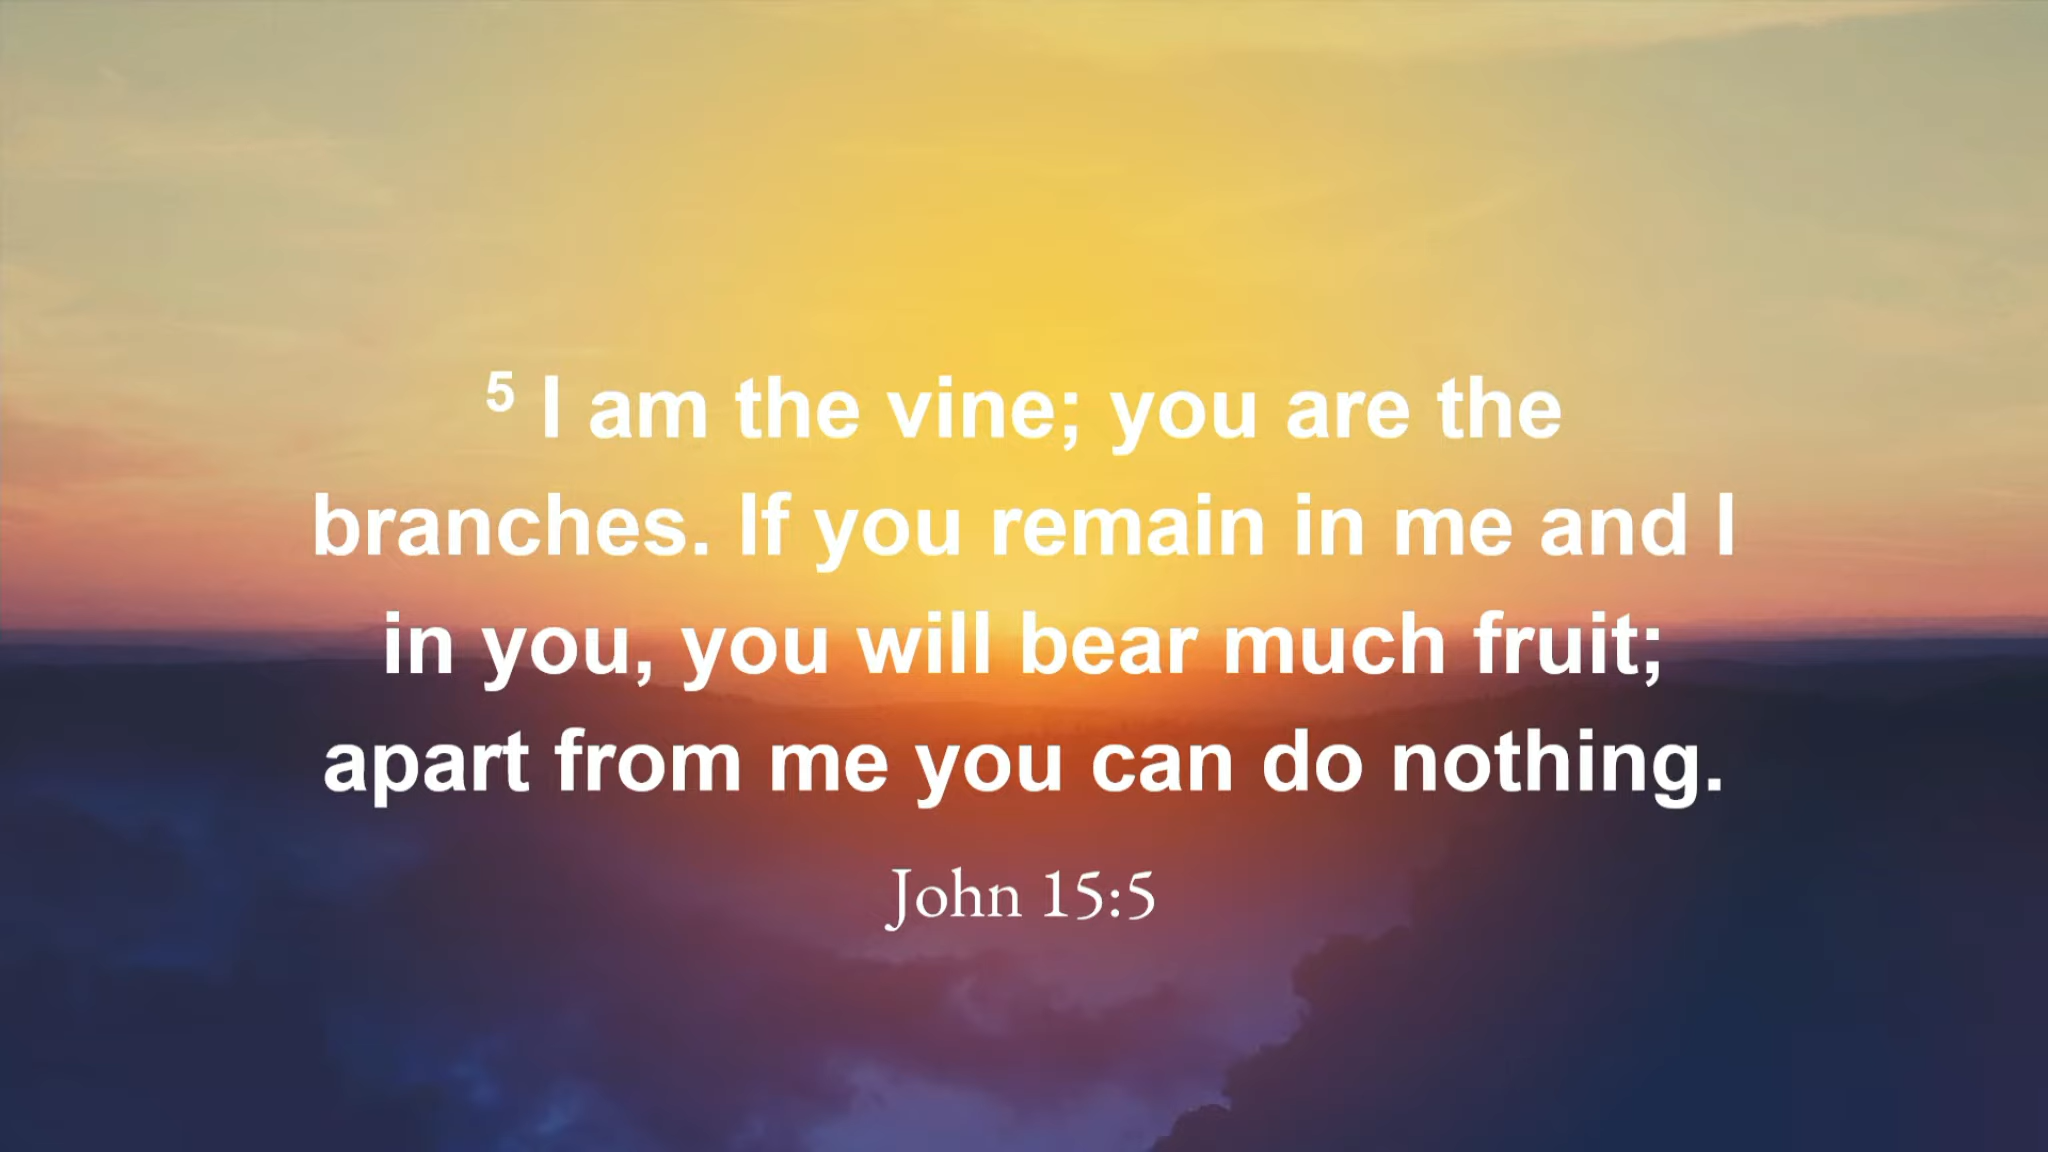 5 I am the vine; you are the
branches. If you remain in me and I
in you, you will bear much fruit;
apart from me you can do nothing.
John 15:5